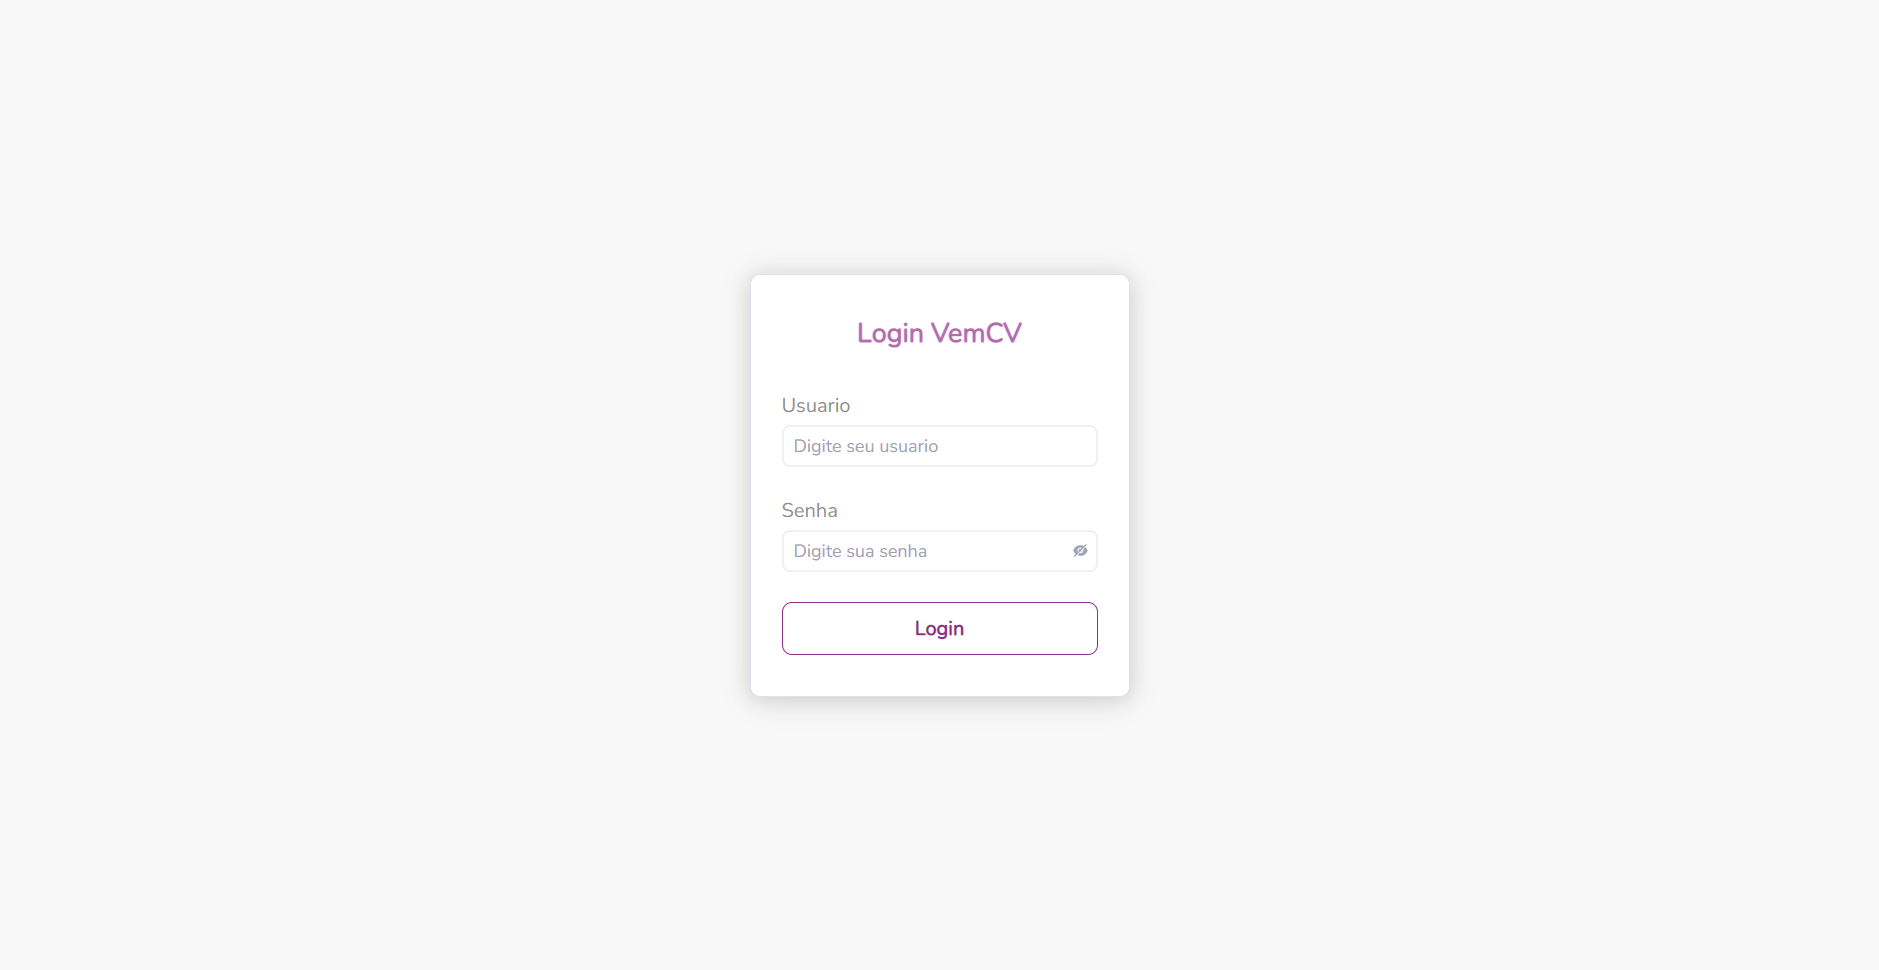 Login VemCV
Usuario
Digite seu usuario
Senha
Digite sua senha
Login